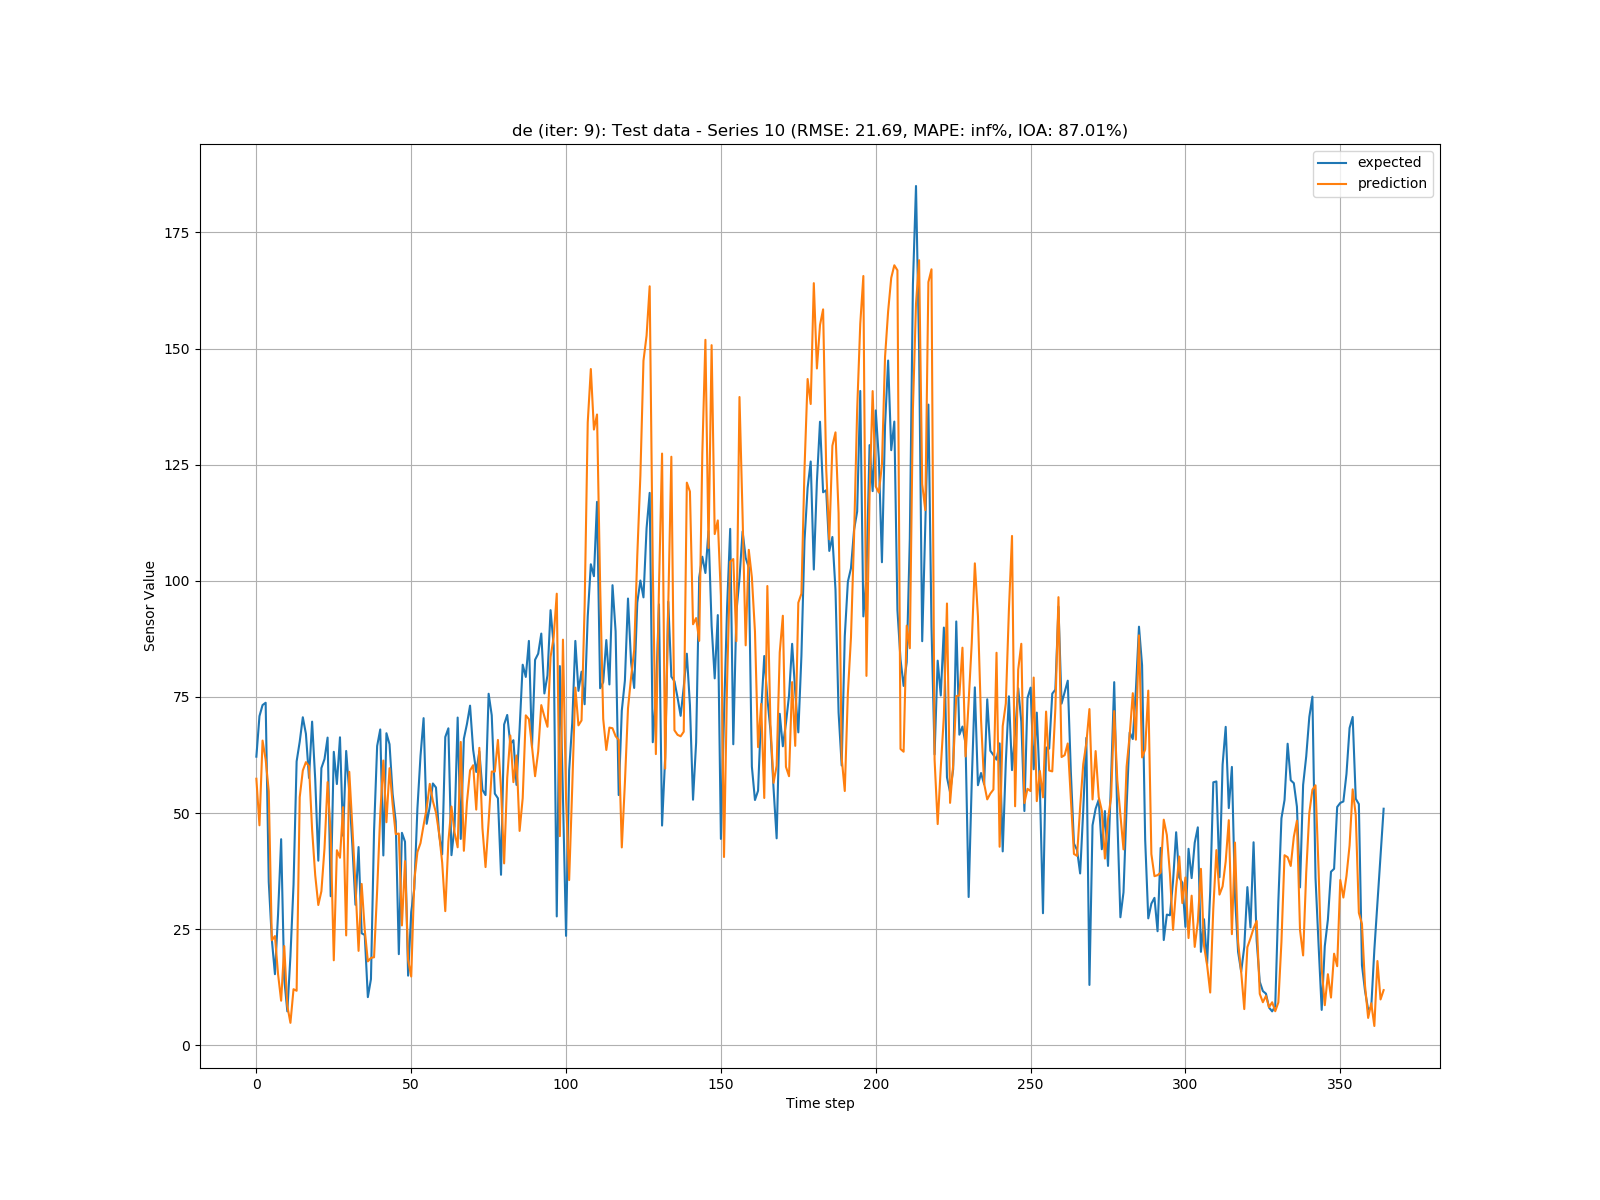 de (iter: 9): Test data - Series 10 (RMSE: 21.69, MAPE: inf%, IOA: 87.01%)
expected
prediction
175
150
125
100
75
50
25
0
Sensor Value
0 50 100 150 200 250 300 350
Time step